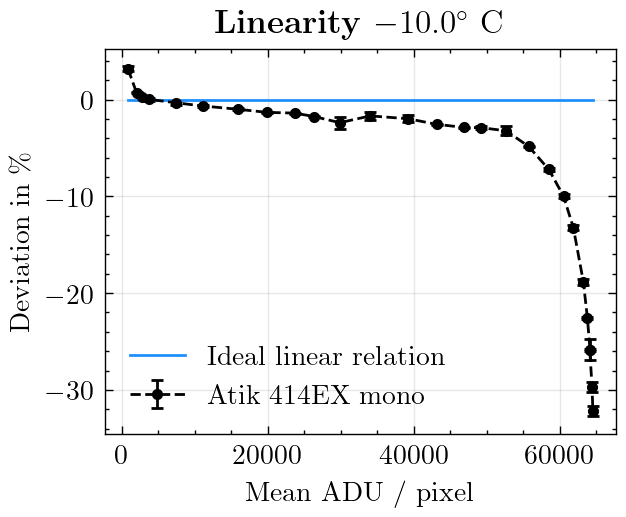 Linearity −10.0° C
Deviation in %
0
−10
−20
−30
Ideal linear relation
Atik 414EX mono
0 20000 40000 60000
Mean ADU / pixel